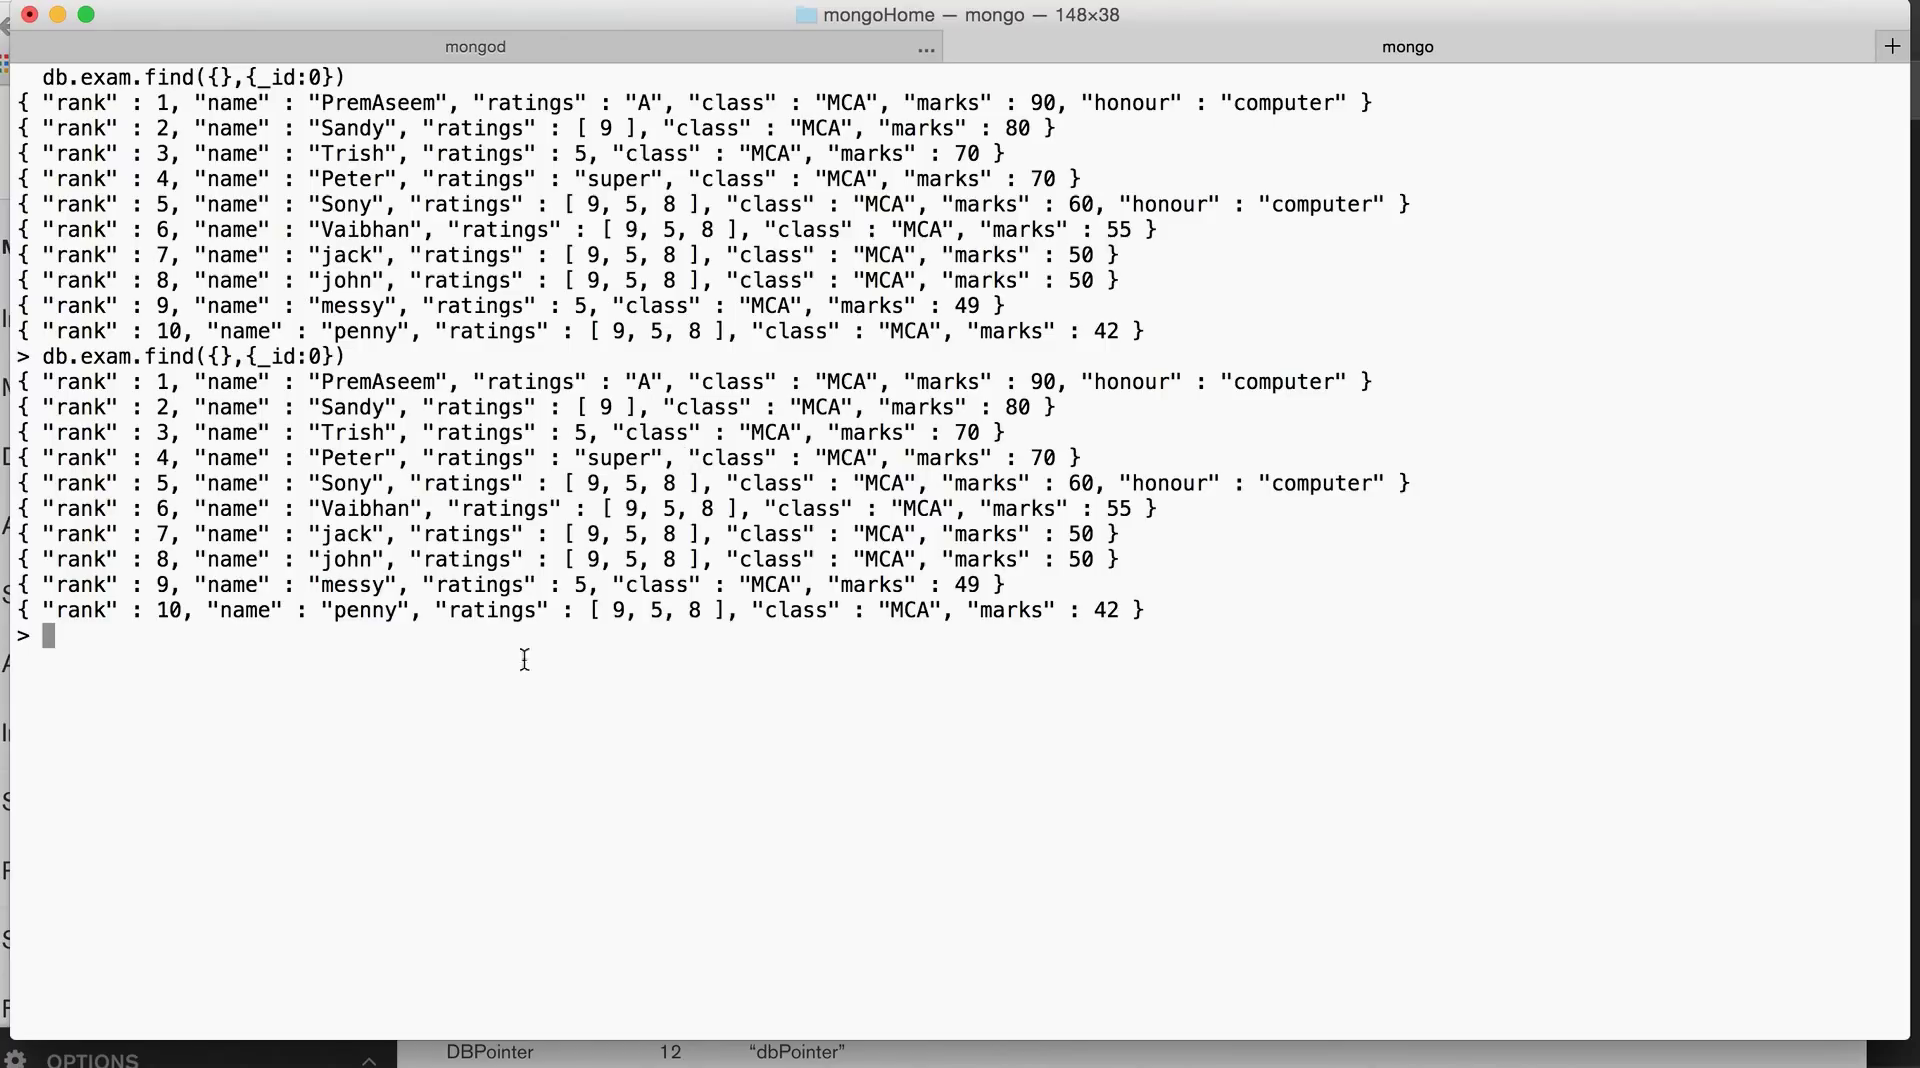 mongoHome — mongo — 148×38
mongod ... mongo +
db.exam.find({},{_id:0})
{ "rank" : 1, "name" : "PremAseem", "ratings" : "A", "class" : "MCA", "marks" : 90, "honour" : "computer" }
{ "rank" : 2, "name" : "Sandy", "ratings" : [ 9 ], "class" : "MCA", "marks" : 80 }
{ "rank" : 3, "name" : "Trish", "ratings" : 5, "class" : "MCA", "marks" : 70 }
{ "rank" : 4, "name" : "Peter", "ratings" : "super", "class" : "MCA", "marks" : 70 }
{ "rank" : 5, "name" : "Sony", "ratings" : [ 9, 5, 8 ], "class" : "MCA", "marks" : 60, "honour" : "computer" }
{ "rank" : 6, "name" : "Vaibhan", "ratings" : [ 9, 5, 8 ], "class" : "MCA", "marks" : 55 }
{ "rank" : 7, "name" : "jack", "ratings" : [ 9, 5, 8 ], "class" : "MCA", "marks" : 50 }
{ "rank" : 8, "name" : "john", "ratings" : [ 9, 5, 8 ], "class" : "MCA", "marks" : 50 }
{ "rank" : 9, "name" : "messy", "ratings" : 5, "class" : "MCA", "marks" : 49 }
{ "rank" : 10, "name" : "penny", "ratings" : [ 9, 5, 8 ], "class" : "MCA", "marks" : 42 }
> db.exam.find({},{_id:0})
{ "rank" : 1, "name" : "PremAseem", "ratings" : "A", "class" : "MCA", "marks" : 90, "honour" : "computer" }
{ "rank" : 2, "name" : "Sandy", "ratings" : [ 9 ], "class" : "MCA", "marks" : 80 }
{ "rank" : 3, "name" : "Trish", "ratings" : 5, "class" : "MCA", "marks" : 70 }
{ "rank" : 4, "name" : "Peter", "ratings" : "super", "class" : "MCA", "marks" : 70 }
{ "rank" : 5, "name" : "Sony", "ratings" : [ 9, 5, 8 ], "class" : "MCA", "marks" : 60, "honour" : "computer" }
{ "rank" : 6, "name" : "Vaibhan", "ratings" : [ 9, 5, 8 ], "class" : "MCA", "marks" : 55 }
{ "rank" : 7, "name" : "jack", "ratings" : [ 9, 5, 8 ], "class" : "MCA", "marks" : 50 }
{ "rank" : 8, "name" : "john", "ratings" : [ 9, 5, 8 ], "class" : "MCA", "marks" : 50 }
{ "rank" : 9, "name" : "messy", "ratings" : 5, "class" : "MCA", "marks" : 49 }
{ "rank" : 10, "name" : "penny", "ratings" : [ 9, 5, 8 ], "class" : "MCA", "marks" : 42 }
>
OPTIONS DBPointer 12 “dbPointer”